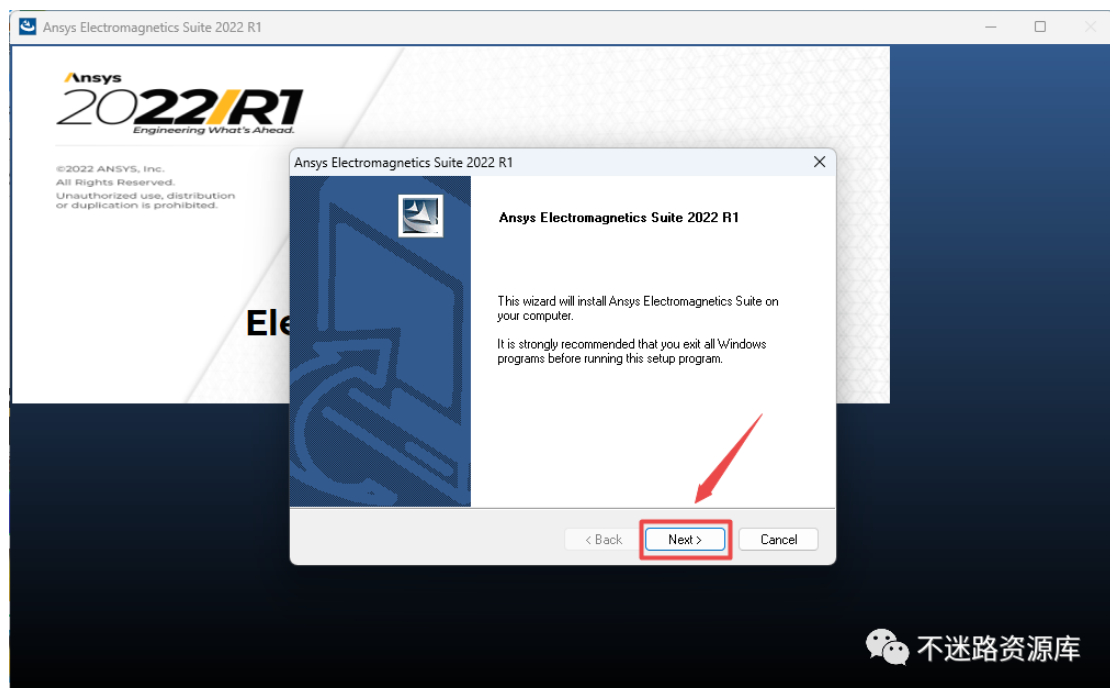 Ansys Electromagnetics Suite 2022 R1
Ansys
2022/R1
Engineering What's Ahead.
©2022 ANSYS, Inc.
All Rights Reserved.
Unauthorized use, distribution
or duplication is prohibited.
Ele
Ansys Electromagnetics Suite 2022 R1
Ansys Electromagnetics Suite 2022 R1
This wizard will install Ansys Electromagnetics Suite on
your computer.
It is strongly recommended that you exit all Windows
programs before running this setup program.
< Back Next > Cancel
不迷路资源库